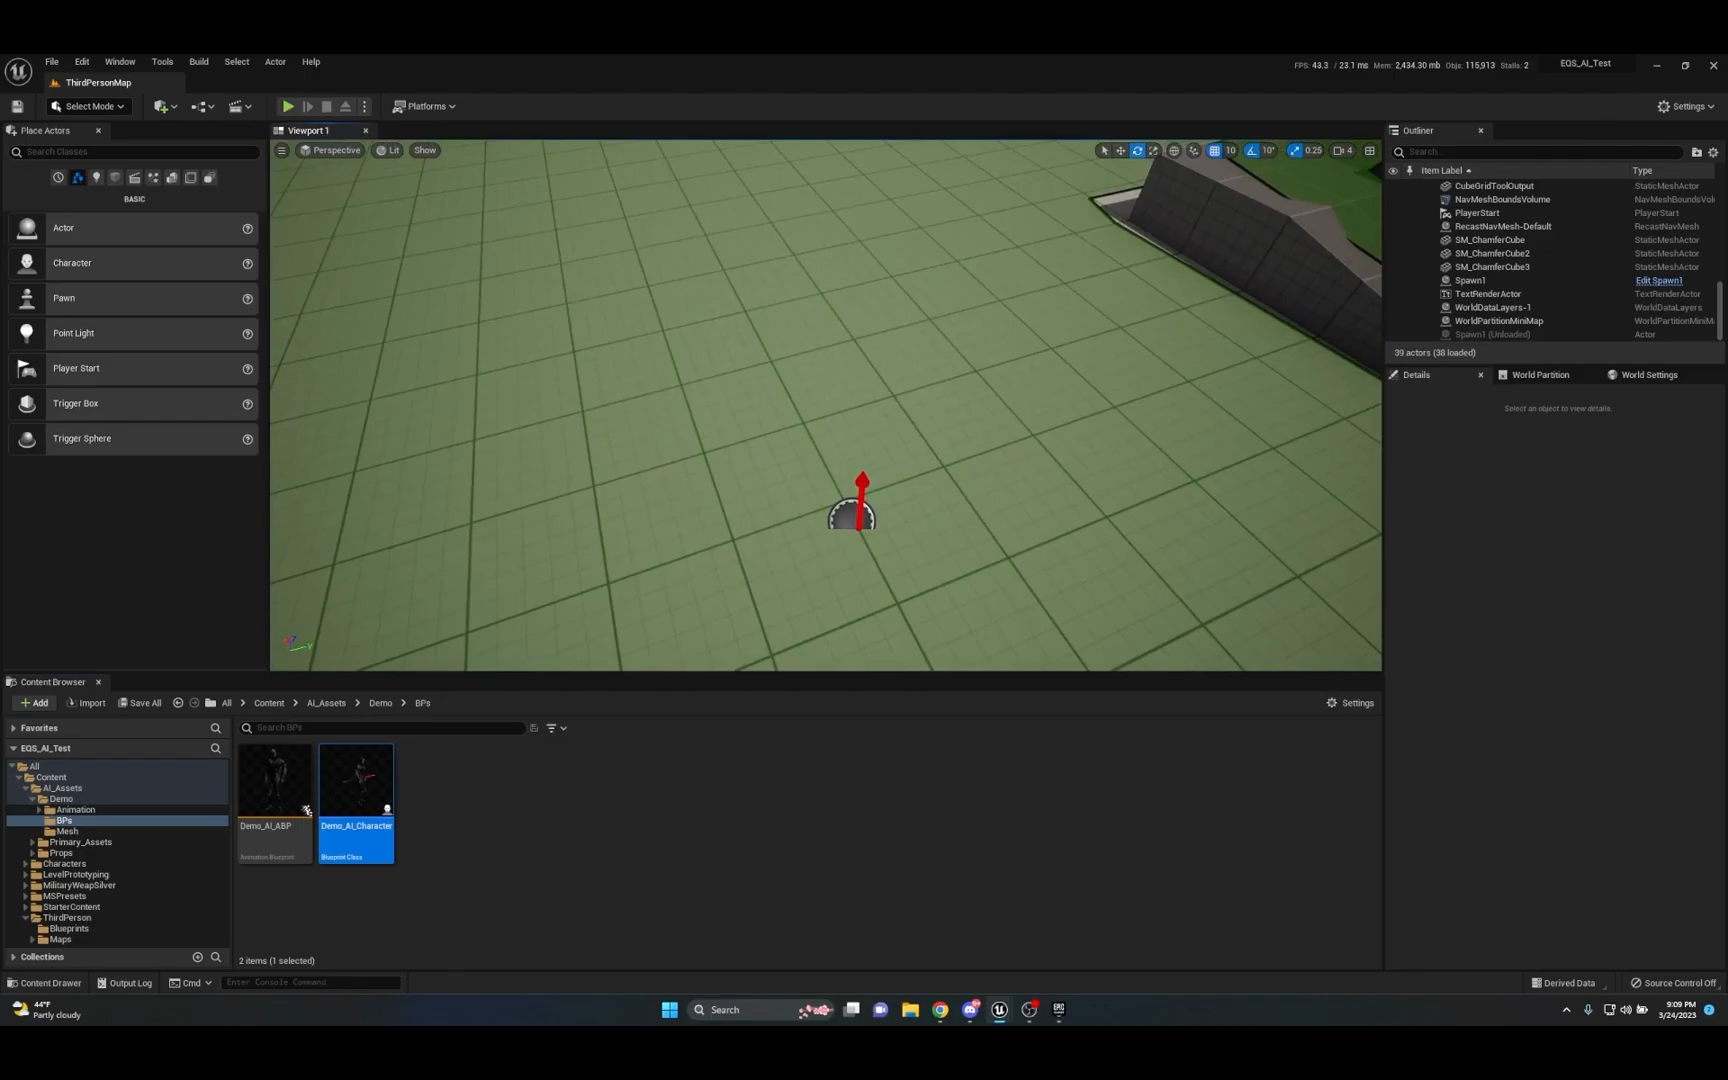 File Edit Window Tools Build Select Actor Help
FPS: 43.3 / 23.1 ms Mem: 2,434.30 mb Objs: 115,913 Stalls: 2
EQS_AI_Test
ThirdPersonMap
Select Mode
Platforms
Settings
Place Actors
Viewport 1
Outliner
Search Classes
Perspective
Lit
Show
10
10°
0.25
4
Search...
Item Label
Type
BASIC
CubeGridToolOutput StaticMeshActor
NavMeshBoundsVolume NavMeshBoundsVol
PlayerStart PlayerStart
RecastNavMesh-Default RecastNavMesh
SM_ChamferCube StaticMeshActor
SM_ChamferCube2 StaticMeshActor
SM_ChamferCube3 StaticMeshActor
Spawn1 Edit Spawn1
TextRenderActor TextRenderActor
WorldDataLayers-1 WorldDataLayers
WorldPartitionMiniMap WorldPartitionMiniM
Spawn1 (Unloaded) Actor
39 actors (38 loaded)
Actor
Character
Pawn
Point Light
Player Start
Trigger Box
Trigger Sphere
Details
World Partition
World Settings
Select an object to view details.
Content Browser
Add
Import
Save All
All
Content
AI_Assets
Demo
BPs
Settings
Favorites
Search BPs
EQS_AI_Test
All
Content
AI_Assets
Demo
Animation
BPs
Mesh
Primary_Assets
Props
Characters
LevelPrototyping
MilitaryWeapSilver
MSPresets
StarterContent
ThirdPerson
Blueprints
Maps
Collections
Demo_AI_ABP
Animation Blueprint
Demo_AI_Character
Blueprint Class
2 items (1 selected)
Content Drawer
Output Log
Cmd
Enter Console Command
Derived Data
Source Control Off
44°F
Partly cloudy
Search
EPIC
9:09 PM
3/24/2023